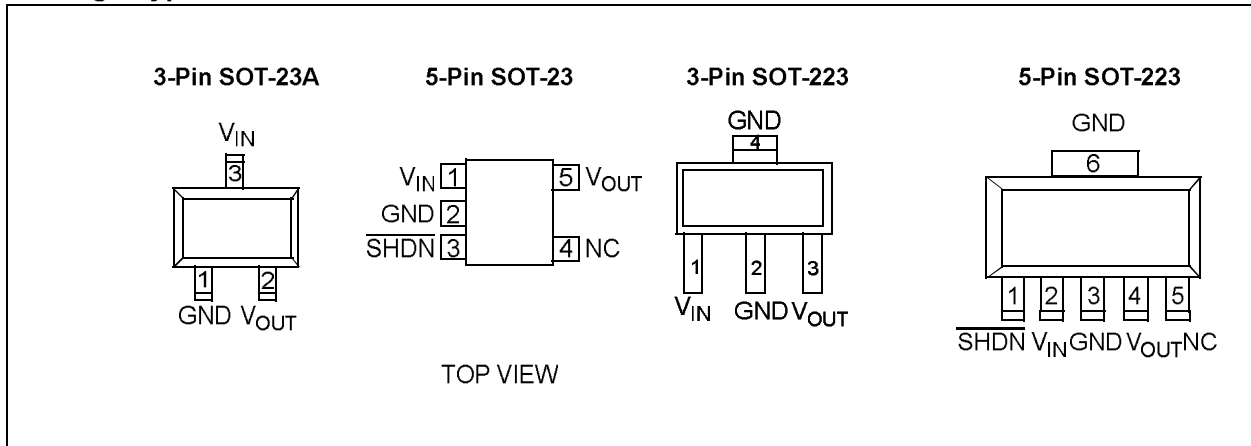 3-Pin SOT-23A
5-Pin SOT-23
3-Pin SOT-223
5-Pin SOT-223
VIN
3
1
2
GND VOUT
VIN 1
5 VOUT
GND 2
SHDN 3
4 NC
GND
4
1
2
3
VIN GND VOUT
GND
6
1
2
3
4
5
SHDN VIN GND VOUT NC
TOP VIEW